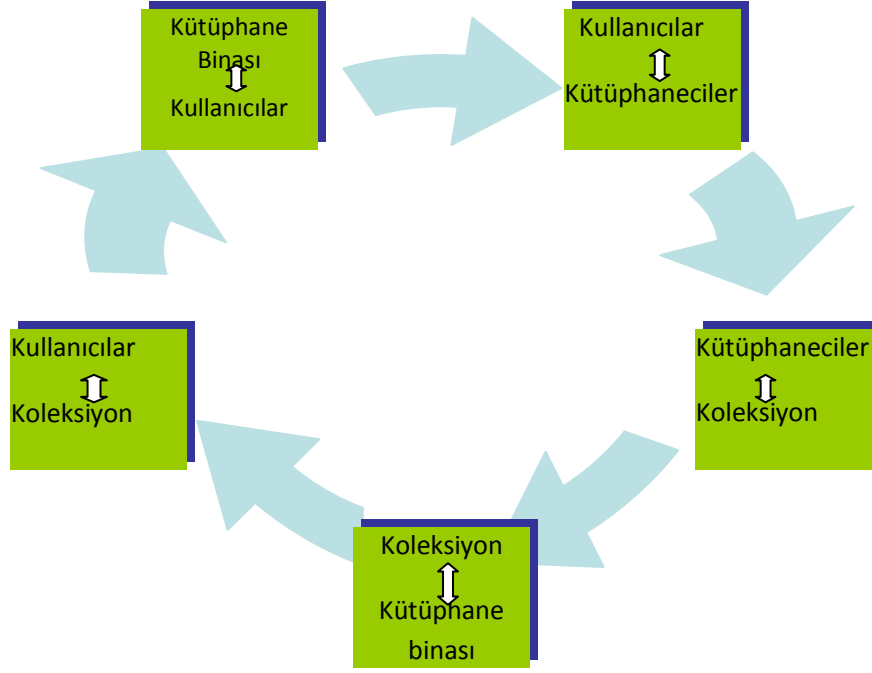 Kütüphane
Binası
Kullanıcılar
Kullanıcılar
Kütüphaneciler
Kütüphaneciler
Koleksiyon
Koleksiyon
Kütüphane
binası
Kullanıcılar
Koleksiyon